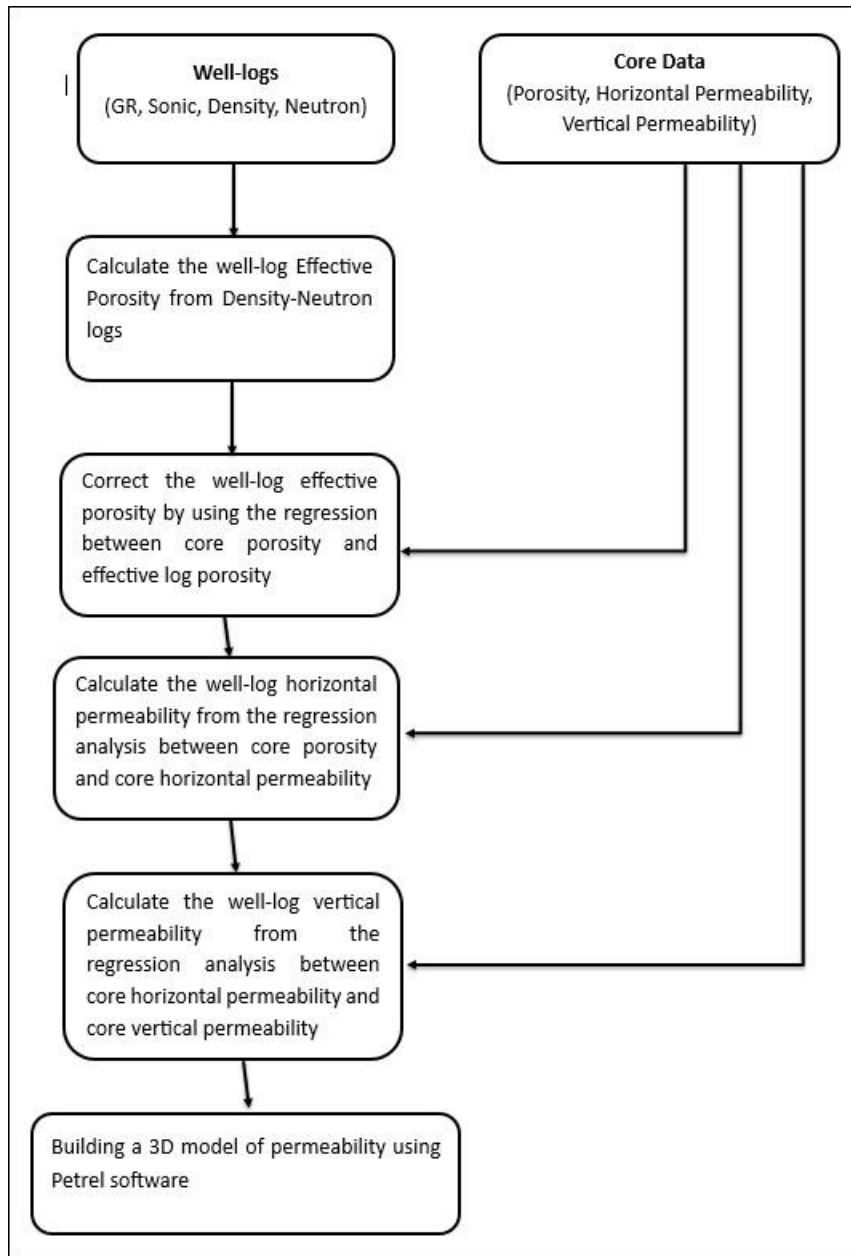 Well-logs
(GR, Sonic, Density, Neutron)
Core Data
(Porosity, Horizontal Permeability,
Vertical Permeability)
Calculate the well-log Effective
Porosity from Density-Neutron
logs
Correct the well-log effective
porosity by using the regression
between core porosity and
effective log porosity
Calculate the well-log horizontal
permeability from the regression
analysis between core porosity
and core horizontal permeability
Calculate the well-log vertical
permeability from the
regression analysis between
core horizontal permeability and
core vertical permeability
Building a 3D model of permeability using
Petrel software